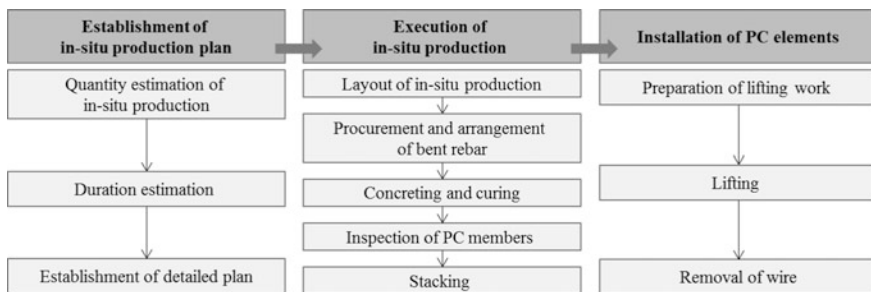 Establishment of
in-situ production plan
Quantity estimation of
in-situ production
Duration estimation
Establishment of detailed plan
Execution of
in-situ production
Layout of in-situ production
Procurement and arrangement
of bent rebar
Concreting and curing
Inspection of PC members
Stacking
Installation of PC elements
Preparation of lifting work
Lifting
Removal of wire